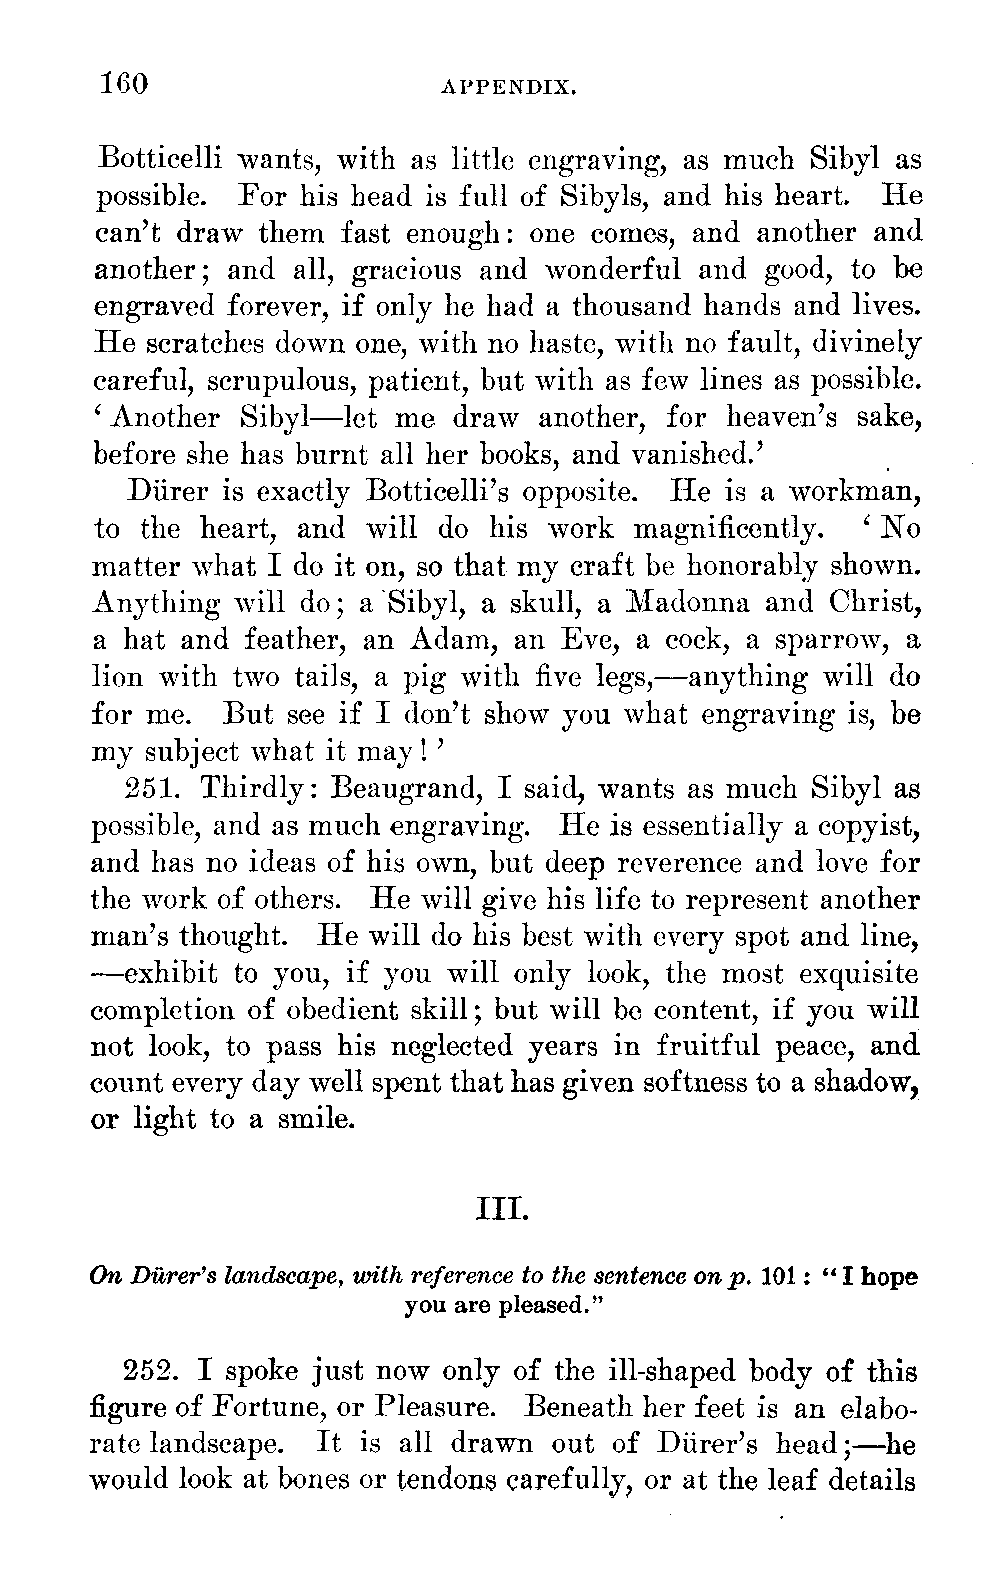 160 APPENDIX.
Botticelli wants, with as little engraving, as much Sibyl as
possible. For his head is full of Sibyls, and his heart. He
can't draw them fast enough: one comes, and another and
another; and all, gracious and wonderful and good, to be
engraved forever, if only he had a thousand hands and lives.
He scratches down one, with no haste, with no fault, divinely
careful, scrupulous, patient, but with as few lines as possible.
‘Another Sibyl—let me draw another, for heaven's sake,
before she has burnt all her books, and vanished.’
Dürer is exactly Botticelli's opposite. He is a workman,
to the heart, and will do his work magnificently. ‘No
matter what I do it on, so that my craft be honorably shown.
Anything will do; a Sibyl, a skull, a Madonna and Christ,
a hat and feather, an Adam, an Eve, a cock, a sparrow, a
lion with two tails, a pig with five legs,—anything will do
for me. But see if I don't show you what engraving is, be
my subject what it may!’
251. Thirdly: Beaugrand, I said, wants as much Sibyl as
possible, and as much engraving. He is essentially a copyist,
and has no ideas of his own, but deep reverence and love for
the work of others. He will give his life to represent another
man's thought. He will do his best with every spot and line,
—exhibit to you, if you will only look, the most exquisite
completion of obedient skill; but will be content, if you will
not look, to pass his neglected years in fruitful peace, and
count every day well spent that has given softness to a shadow,
or light to a smile.
III.
On Dürer's landscape, with reference to the sentence on p. 101: “I hope
you are pleased.”
252. I spoke just now only of the ill-shaped body of this
figure of Fortune, or Pleasure. Beneath her feet is an elabo-
rate landscape. It is all drawn out of Dürer's head;—he
would look at bones or tendons carefully, or at the leaf details